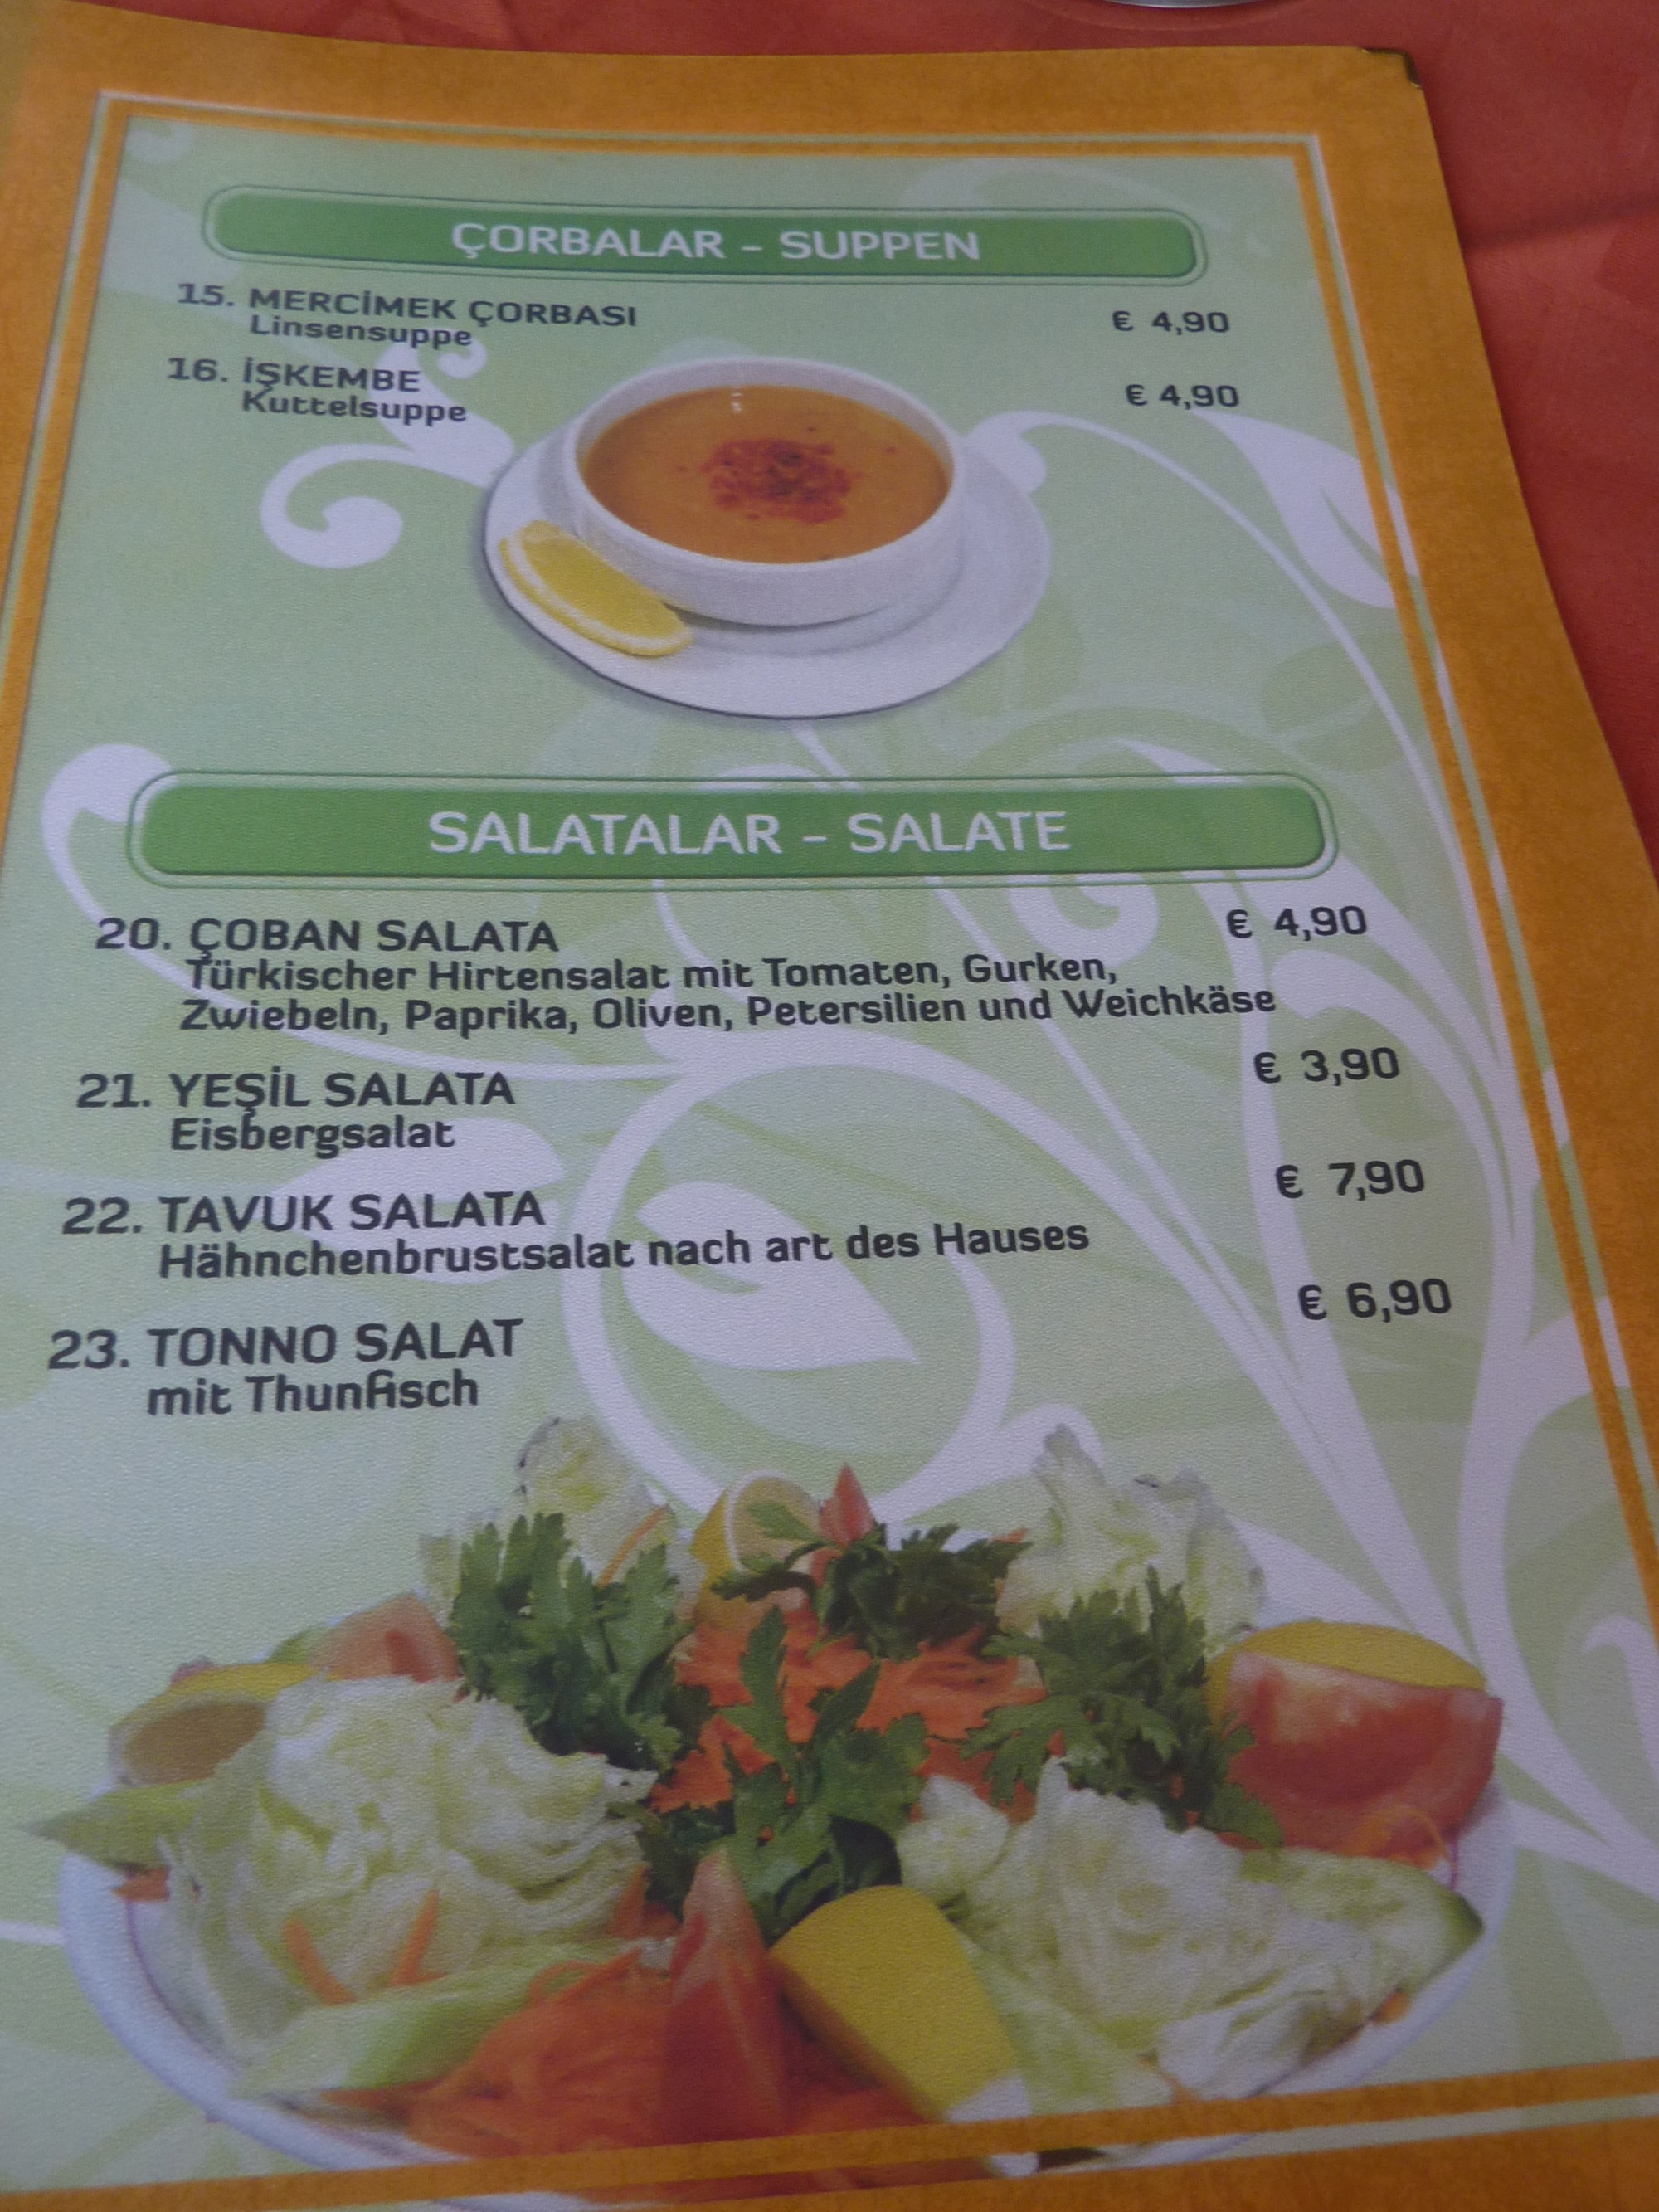 ÇORBALAR - SUPPEN
15. MERCİMEK ÇORBASI € 4,90
Linsensuppe
16. İŞKEMBE € 4,90
Kuttelsuppe
SALATALAR - SALATE
20. ÇOBAN SALATA € 4,90
Türkischer Hirtensalat mit Tomaten, Gurken,
Zwiebeln, Paprika, Oliven, Petersilien und Weichkäse
21. YEŞİL SALATA € 3,90
Eisbergsalat
22. TAVUK SALATA € 7,90
Hähnchenbrustsalat nach art des Hauses
23. TONNO SALAT € 6,90
mit Thunfisch